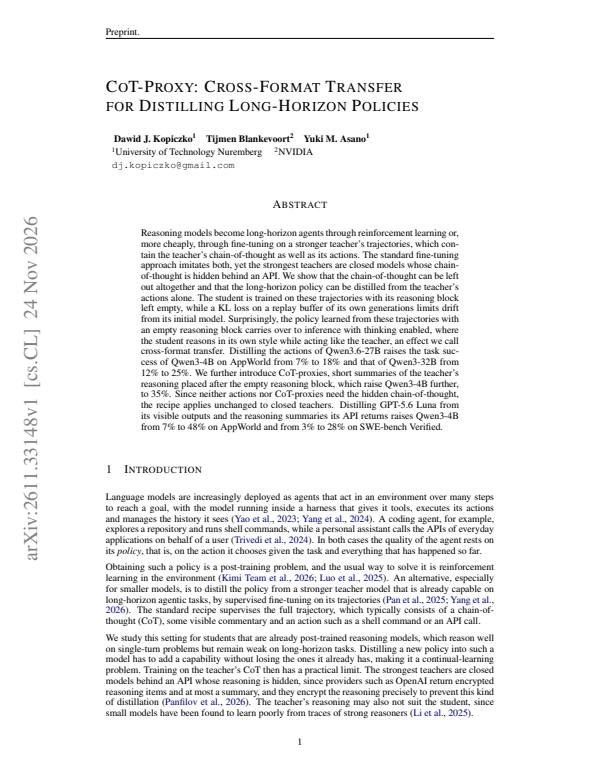 Preprint.
COT-PROXY: CROSS-FORMAT TRANSFER
FOR DISTILLING LONG-HORIZON POLICIES
Dawid J. Kopiczko1 Tijmen Blankevoort2 Yuki M. Asano1
1University of Technology Nuremberg 2NVIDIA
dj.kopiczko@gmail.com
ABSTRACT
Reasoning models become long-horizon agents through reinforcement learning or,
more cheaply, through fine-tuning on a stronger teacher's trajectories, which con-
tain the teacher's chain-of-thought as well as its actions. The standard fine-tuning
approach imitates both, yet the strongest teachers are closed models whose chain-
of-thought is hidden behind an API. We show that the chain-of-thought can be left
out altogether and that the long-horizon policy can be distilled from the teacher's
actions alone. The student is trained on these trajectories with its reasoning block
left empty, while a KL loss on a replay buffer of its own generations limits drift
from its initial model. Surprisingly, the policy learned from these trajectories with
an empty reasoning block carries over to inference with thinking enabled, where
the student reasons in its own style while acting like the teacher, an effect we call
cross-format transfer. Distilling the actions of Qwen3.6-27B raises the task suc-
cess of Qwen3-4B on AppWorld from 7% to 18% and that of Qwen3-32B from
12% to 25%. We further introduce CoT-proxies, short summaries of the teacher's
reasoning placed after the empty reasoning block, which raise Qwen3-4B further,
to 35%. Since neither actions nor CoT-proxies need the hidden chain-of-thought,
the recipe applies unchanged to closed teachers. Distilling GPT-5.6 Luna from
its visible outputs and the reasoning summaries its API returns raises Qwen3-4B
from 7% to 48% on AppWorld and from 3% to 28% on SWE-bench Verified.
1 INTRODUCTION
Language models are increasingly deployed as agents that act in an environment over many steps
to reach a goal, with the model running inside a harness that gives it tools, executes its actions
and manages the history it sees (Yao et al., 2023; Yang et al., 2024). A coding agent, for example,
explores a repository and runs shell commands, while a personal assistant calls the APIs of everyday
applications on behalf of a user (Trivedi et al., 2024). In both cases the quality of the agent rests on
its policy, that is, on the action it chooses given the task and everything that has happened so far.
Obtaining such a policy is a post-training problem, and the usual way to solve it is reinforcement
learning in the environment (Kimi Team et al., 2026; Luo et al., 2025). An alternative, especially
for smaller models, is to distill the policy from a stronger teacher model that is already capable on
long-horizon agentic tasks, by supervised fine-tuning on its trajectories (Pan et al., 2025; Yang et al.,
2026). The standard recipe supervises the full trajectory, which typically consists of a chain-of-
thought (CoT), some visible commentary and an action such as a shell command or an API call.
We study this setting for students that are already post-trained reasoning models, which reason well
on single-turn problems but remain weak on long-horizon tasks. Distilling a new policy into such a
model has to add a capability without losing the ones it already has, making it a continual-learning
problem. Training on the teacher's CoT then has a practical limit. The strongest teachers are closed
models behind an API whose reasoning is hidden, since providers such as OpenAI return encrypted
reasoning items and at most a summary, and they encrypt the reasoning precisely to prevent this kind
of distillation (Panfilov et al., 2026). The teacher's reasoning may also not suit the student, since
small models have been found to learn poorly from traces of strong reasoners (Li et al., 2025).
1
arXiv:2611.33148v1 [cs.CL] 24 Nov 2026